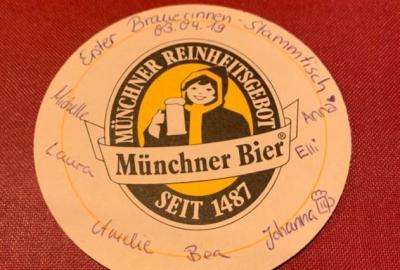 Erster Brauerinnen-Stammtisch
03.04.19
MÜNCHNER REINHEITSGEBOT
Münchner Bier®
SEIT 1487
Michelle
Laura
Amelie
Bea
Johanna
Elli
Anna